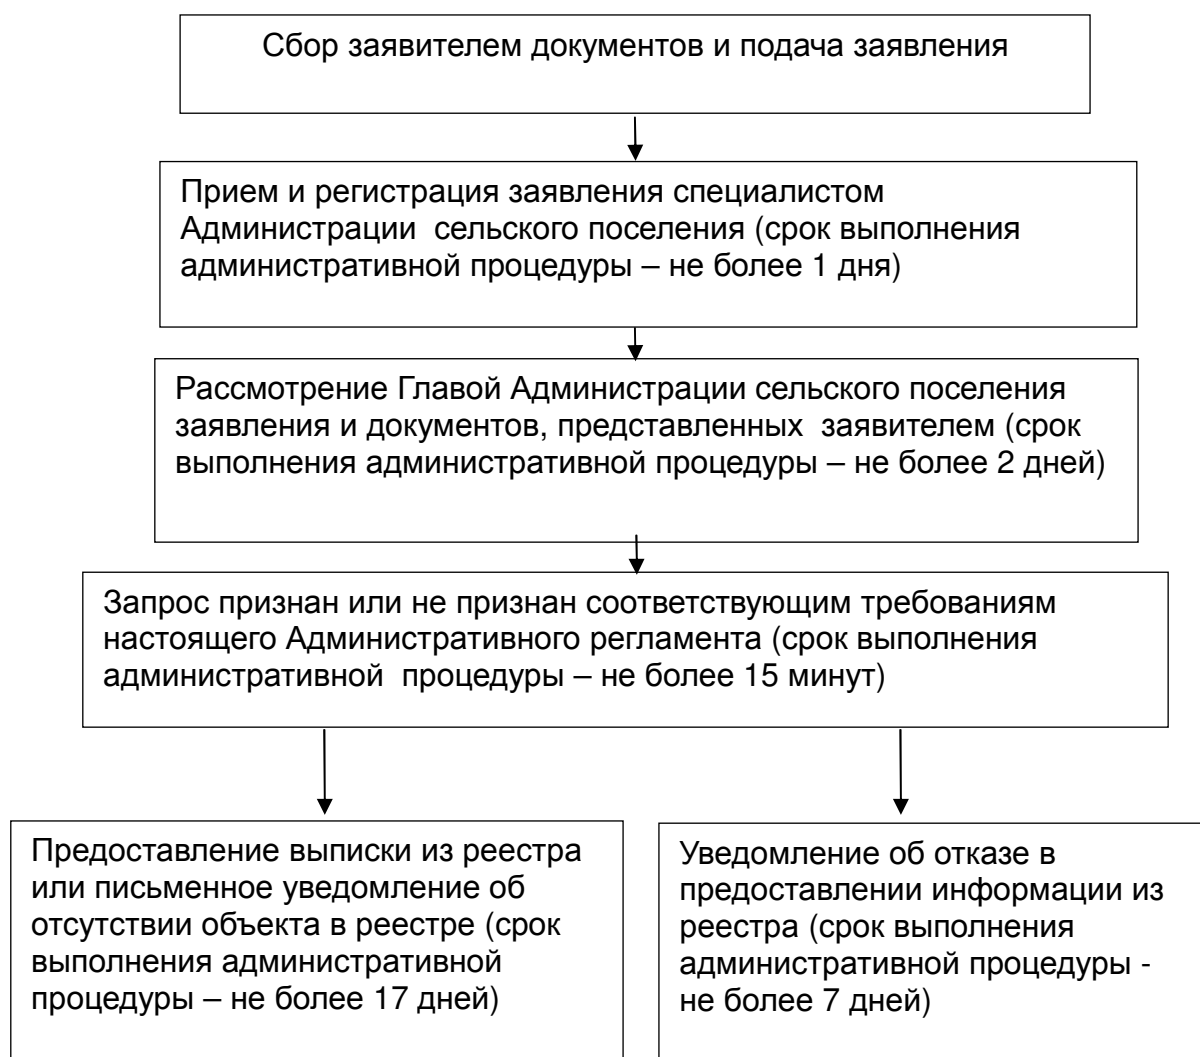 Сбор заявителем документов и подача заявления
Прием и регистрация заявления специалистом
Администрации  сельского поселения (срок выполнения
административной процедуры – не более 1 дня)
Рассмотрение Главой Администрации сельского поселения
заявления и документов, представленных  заявителем (срок
выполнения административной процедуры – не более 2 дней)
Запрос признан или не признан соответствующим требованиям
настоящего Административного регламента (срок выполнения
административной  процедуры – не более 15 минут)
Предоставление выписки из реестра
или письменное уведомление об
отсутствии объекта в реестре (срок
выполнения административной
процедуры – не более 17 дней)
Уведомление об отказе в
предоставлении информации из
реестра (срок выполнения
административной процедуры -
не более 7 дней)